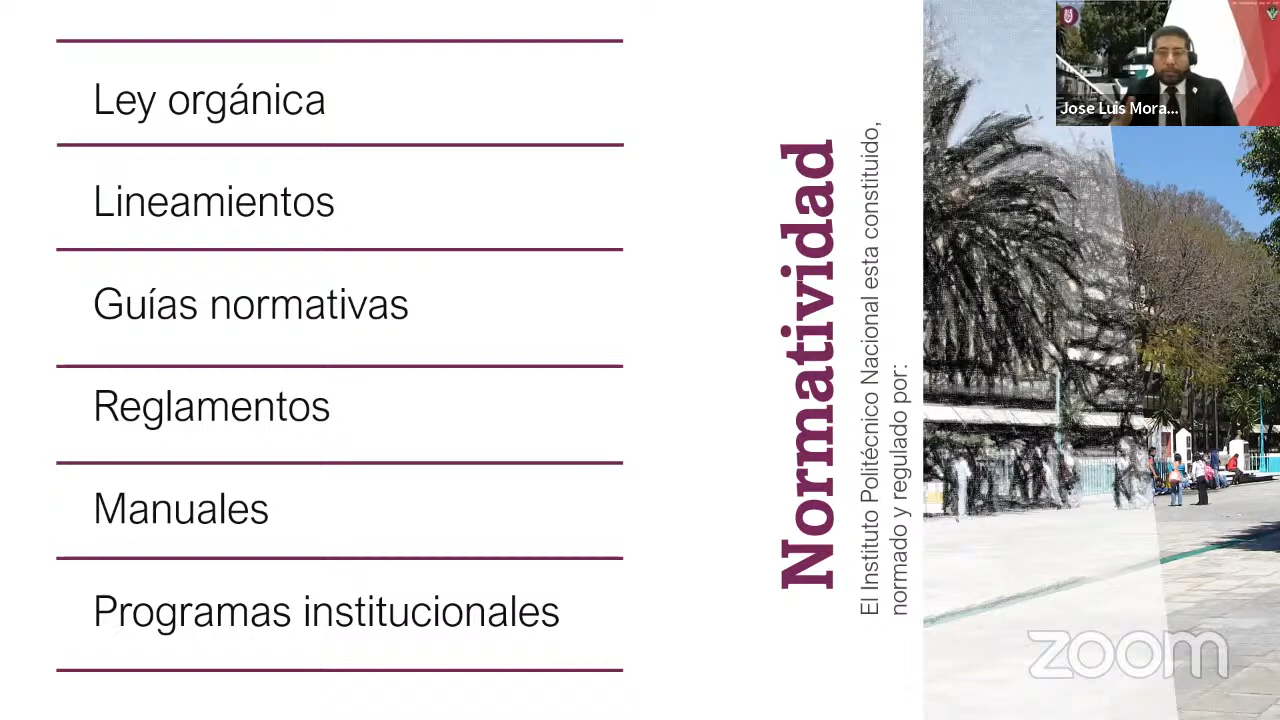 Ley orgánica
Lineamientos
Guías normativas
Reglamentos
Manuales
Programas institucionales
Normatividad
El Instituto Politécnico Nacional esta constituido,
normado y regulado por:
Jose Luis Mora...
zoom